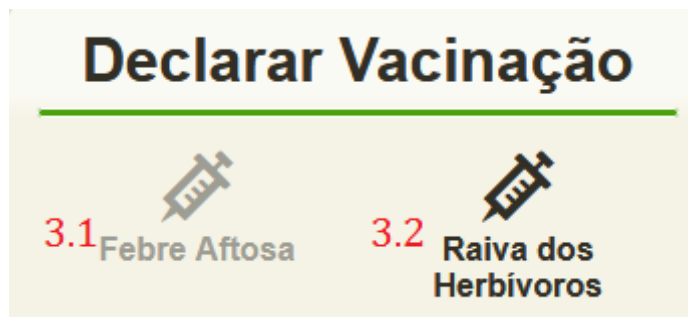 Declarar Vacinação
3.1 Febre Aftosa
3.2 Raiva dos
Herbívoros